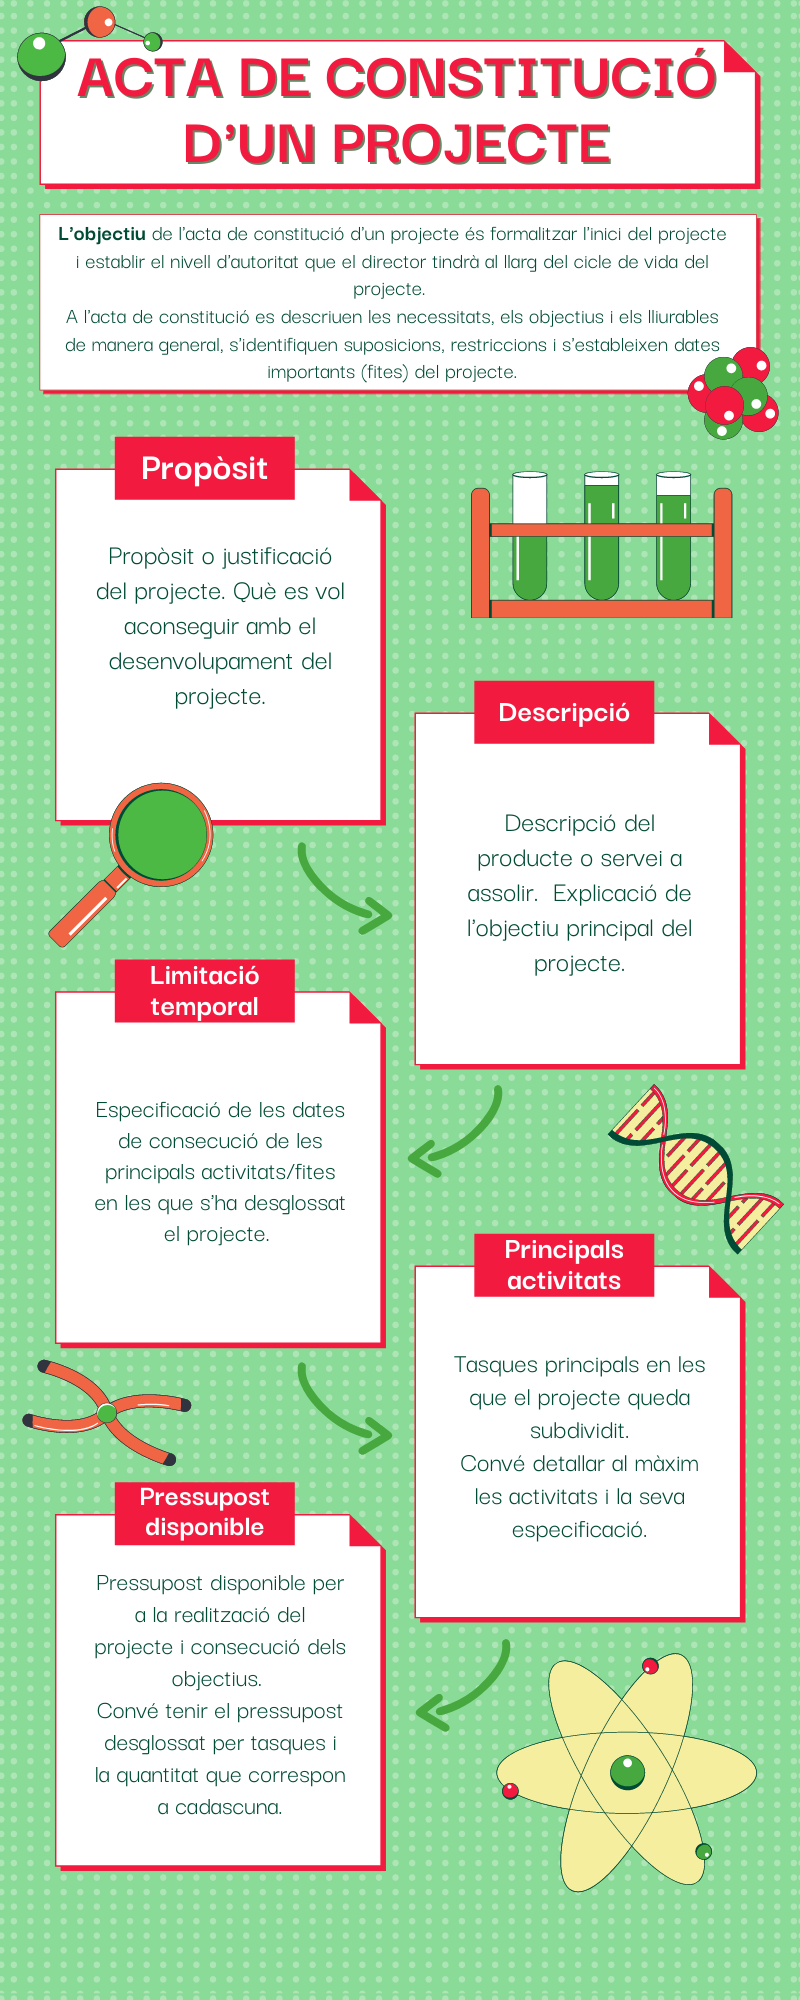 ACTA DE CONSTITUCIÓ
D'UN PROJECTE
L'objectiu de l'acta de constitució d'un projecte és formalitzar l'inici del projecte
i establir el nivell d'autoritat que el director tindrà al llarg del cicle de vida del
projecte.
A l'acta de constitució es descriuen les necessitats, els objectius i els lliurables
de manera general, s'identifiquen suposicions, restriccions i s'estableixen dates
importants (fites) del projecte.
Propòsit
Propòsit o justificació
del projecte. Què es vol
aconseguir amb el
desenvolupament del
projecte.
Descripció
Descripció del
producte o servei a
assolir. Explicació de
l'objectiu principal del
projecte.
Limitació
temporal
Especificació de les dates
de consecució de les
principals activitats/fites
en les que s'ha desglossat
el projecte.
Principals
activitats
Tasques principals en les
que el projecte queda
subdividit.
Convé detallar al màxim
les activitats i la seva
especificació.
Pressupost
disponible
Pressupost disponible per
a la realització del
projecte i consecució dels
objectius.
Convé tenir el pressupost
desglossat per tasques i
la quantitat que correspon
a cadascuna.